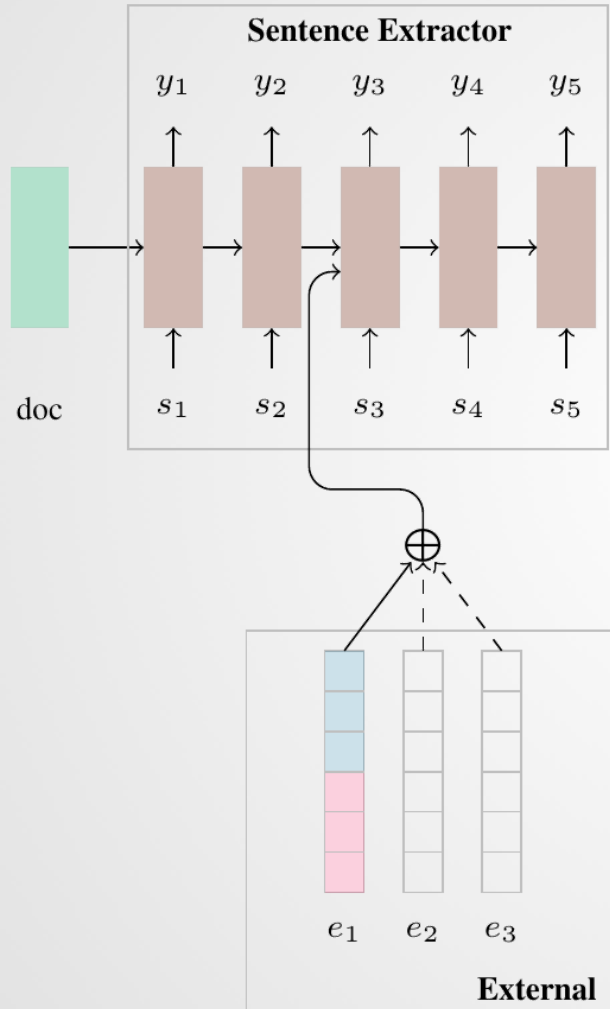 Sentence Extractor
y₁ y₂ y₃ y₄ y₅
doc s₁ s₂ s₃ s₄ s₅
e₁ e₂ e₃
External